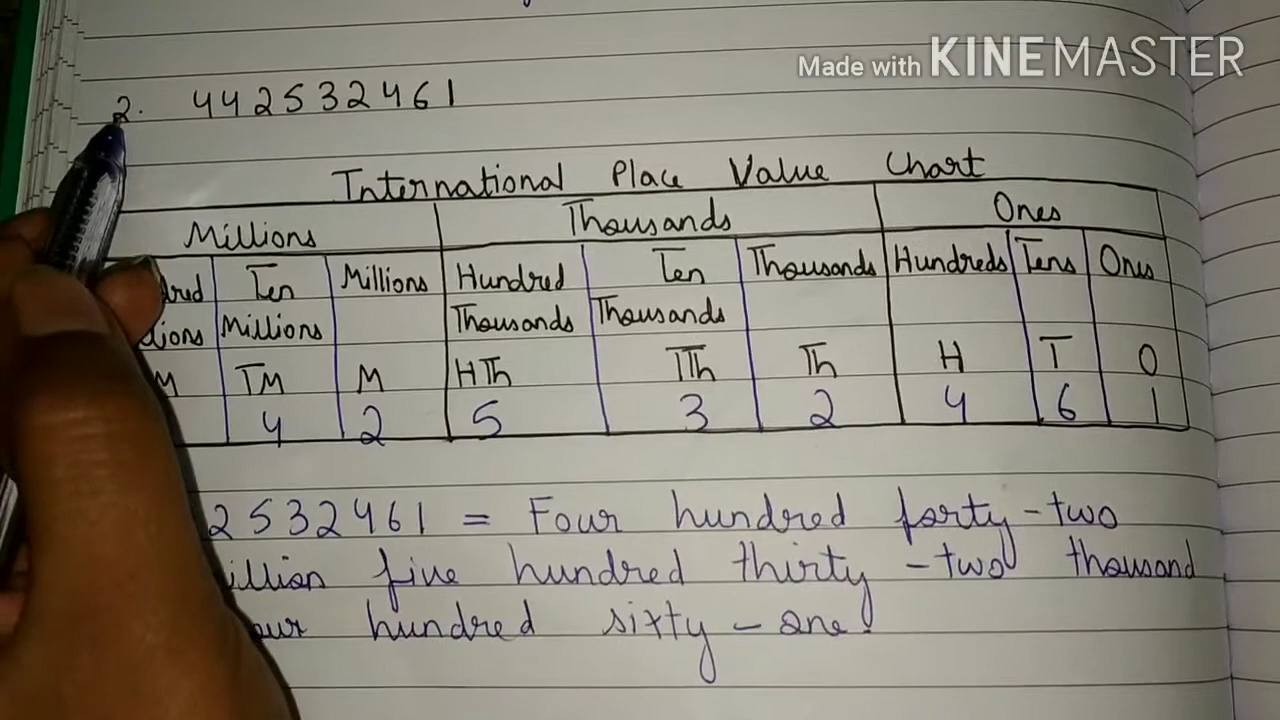 Made with KINEMASTER
2. 442532461
International Place Value Chart
Millions Thousands Ones
Ten Millions Hundred Ten Thousands Hundreds Tens Ones
Millions Thousands Thousands
M TM M HTh TTh Th H T O
4 2 5 3 2 4 6 1
2532461 = Four hundred forty-two
five hundred thirty-two thousand
hundred sixty-one.